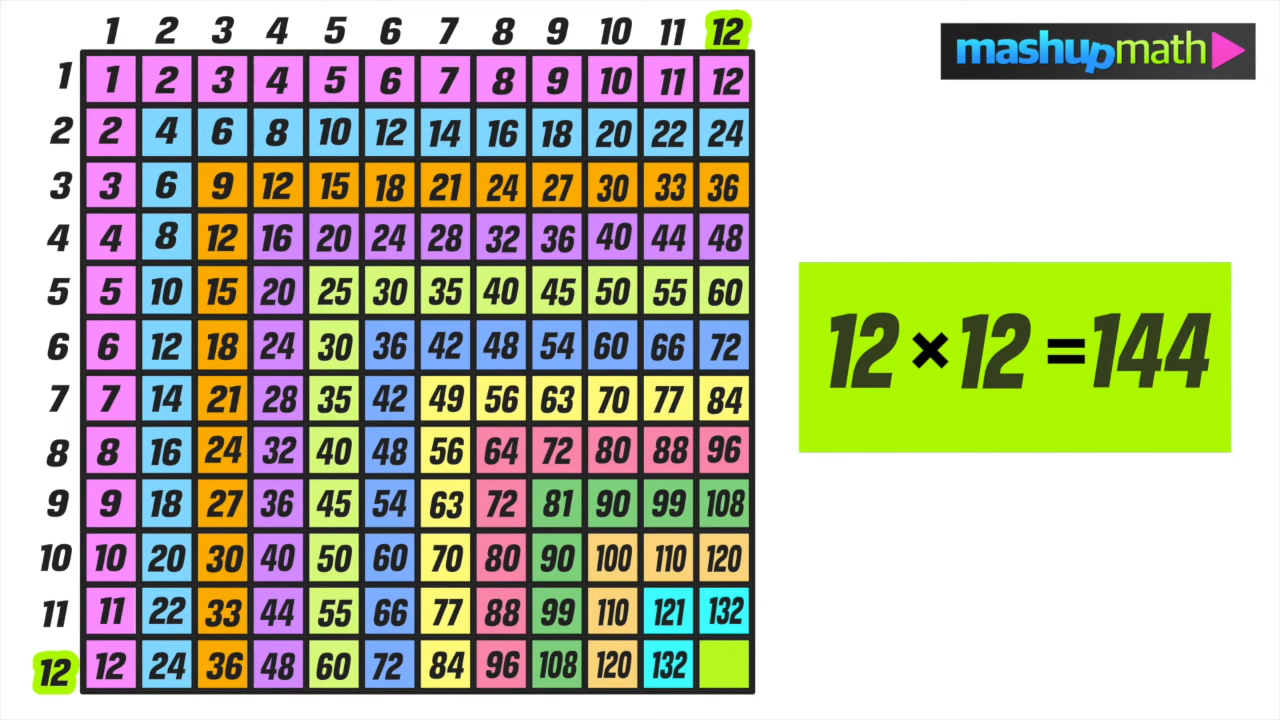 1 2 3 4 5 6 7 8 9 10 11 12
mashupmath
1 1 2 3 4 5 6 7 8 9 10 11 12
2 2 4 6 8 10 12 14 16 18 20 22 24
3 3 6 9 12 15 18 21 24 27 30 33 36
4 4 8 12 16 20 24 28 32 36 40 44 48
5 5 10 15 20 25 30 35 40 45 50 55 60
6 6 12 18 24 30 36 42 48 54 60 66 72
7 7 14 21 28 35 42 49 56 63 70 77 84
8 8 16 24 32 40 48 56 64 72 80 88 96
9 9 18 27 36 45 54 63 72 81 90 99 108
10 10 20 30 40 50 60 70 80 90 100 110 120
11 11 22 33 44 55 66 77 88 99 110 121 132
12 12 24 36 48 60 72 84 96 108 120 132
12 × 12 = 144